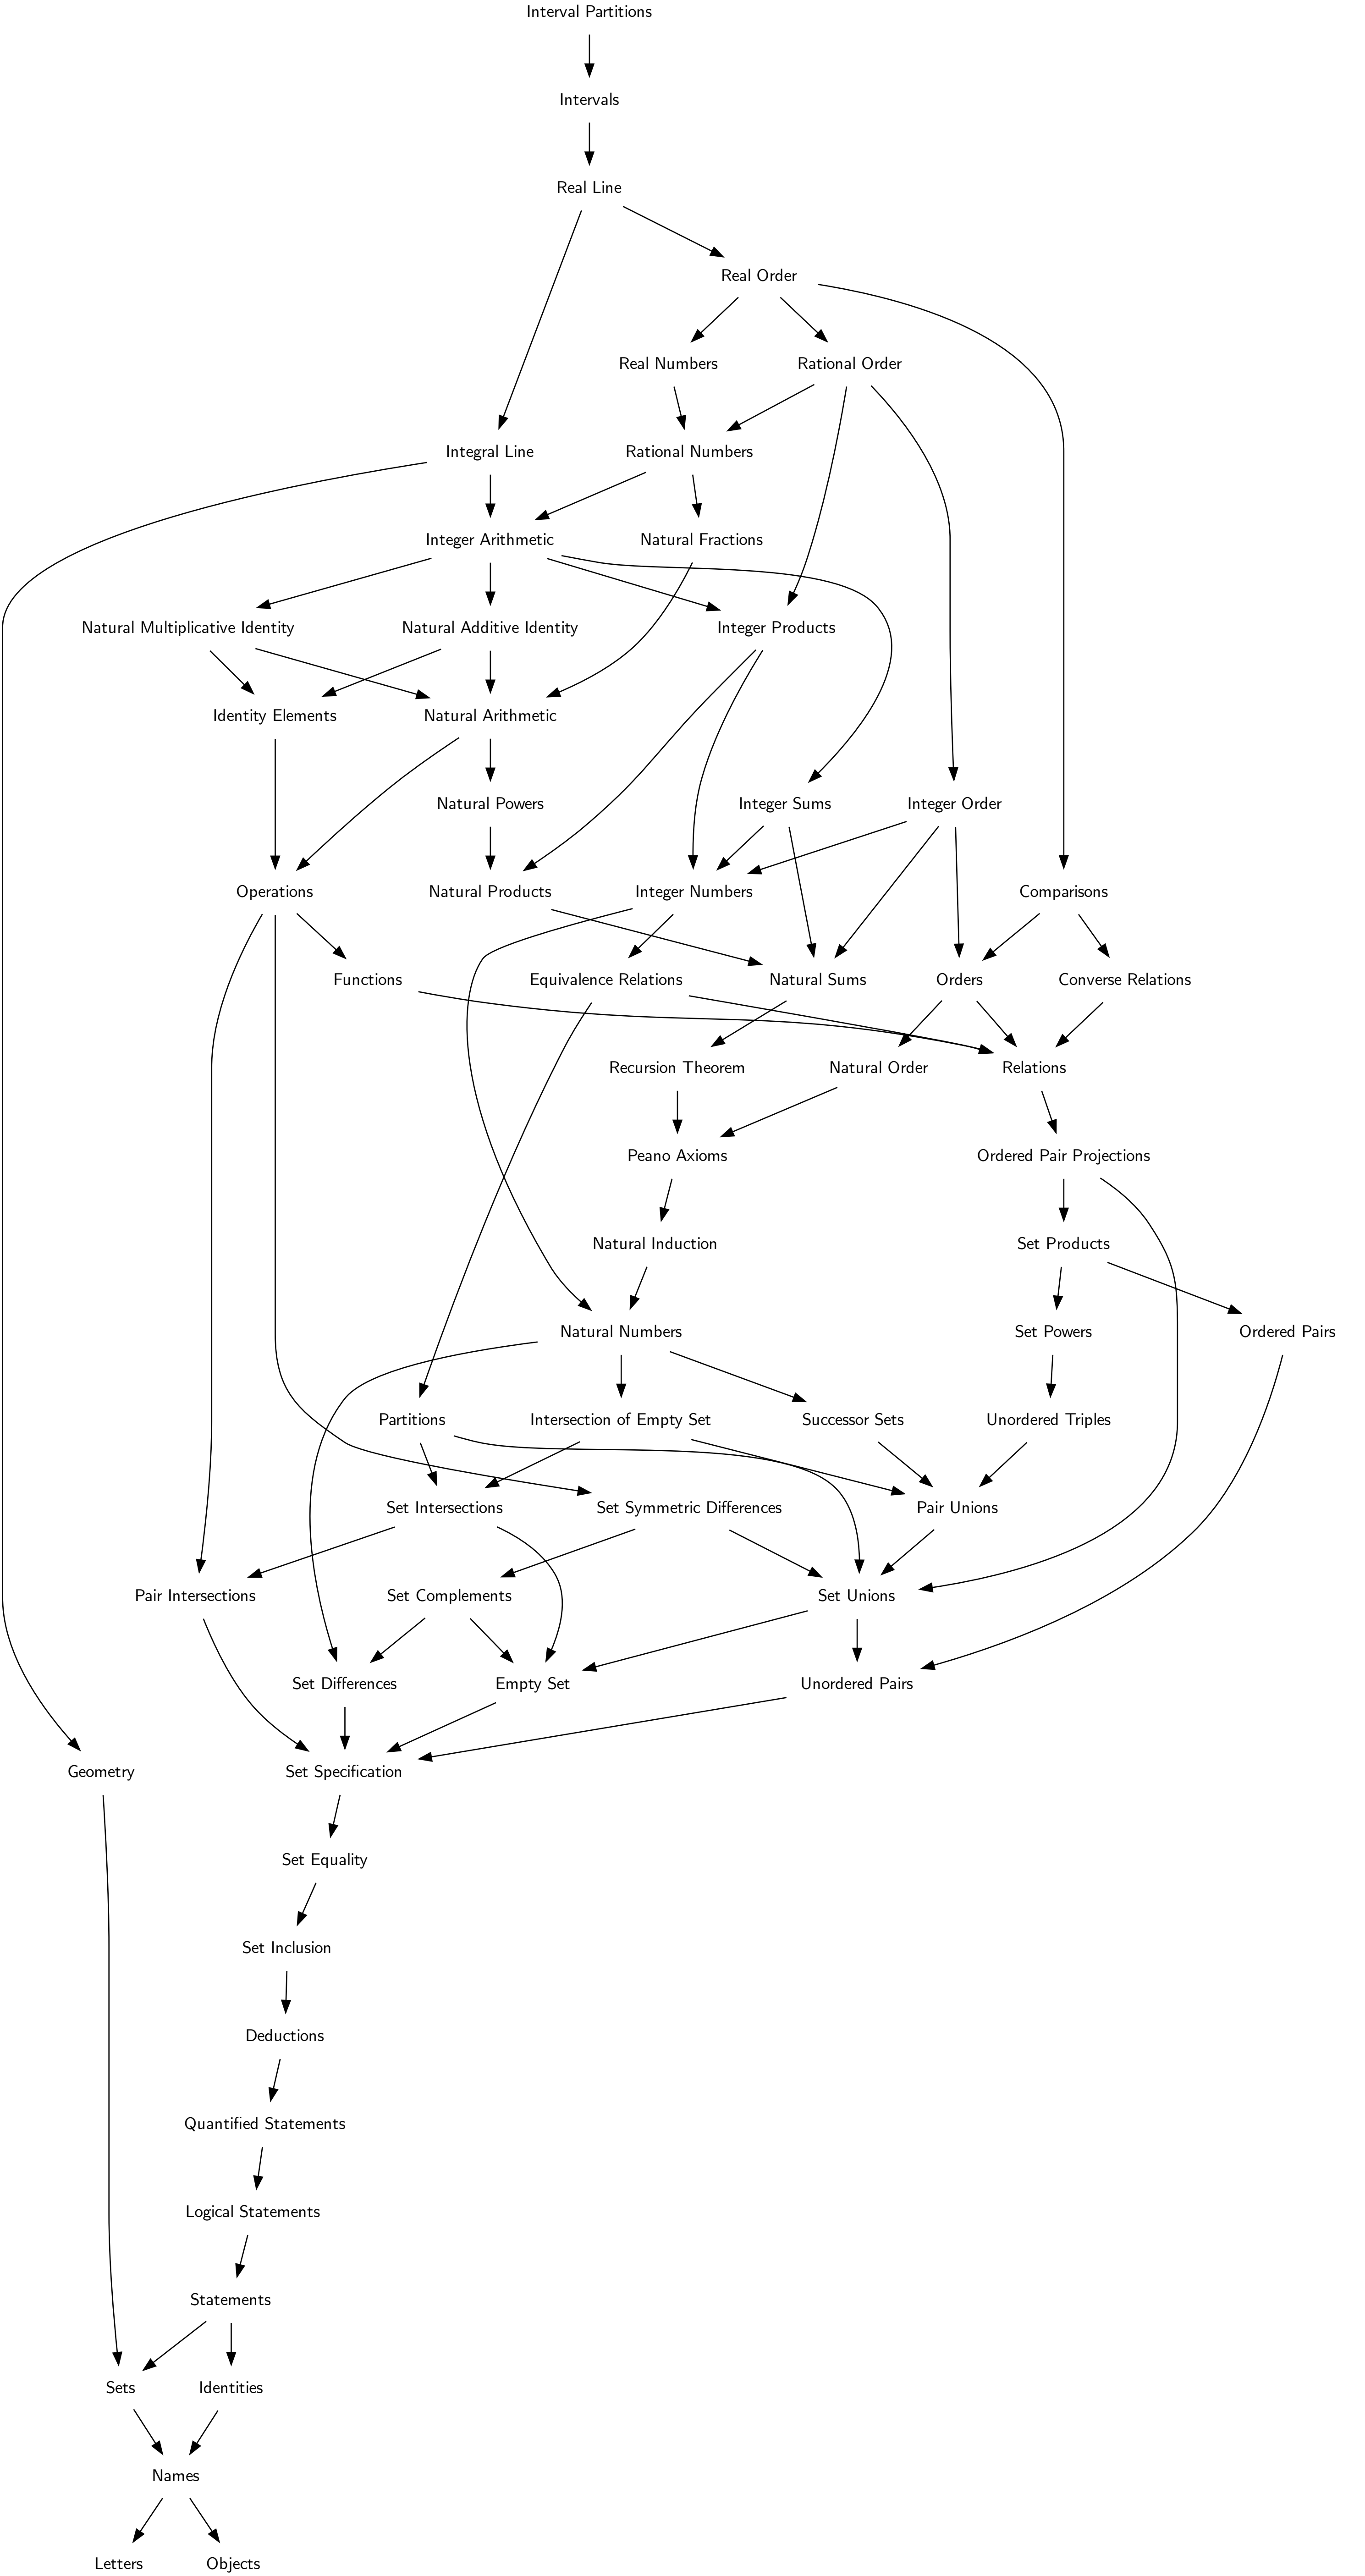 Interval Partitions
Intervals
Real Line
Real Order
Real Numbers
Rational Order
Integral Line
Rational Numbers
Integer Arithmetic
Natural Fractions
Natural Multiplicative Identity
Natural Additive Identity
Integer Products
Identity Elements
Natural Arithmetic
Natural Powers
Integer Sums
Integer Order
Operations
Natural Products
Integer Numbers
Comparisons
Functions
Equivalence Relations
Natural Sums
Orders
Converse Relations
Recursion Theorem
Natural Order
Relations
Peano Axioms
Ordered Pair Projections
Natural Induction
Set Products
Natural Numbers
Set Powers
Ordered Pairs
Partitions
Intersection of Empty Set
Successor Sets
Unordered Triples
Set Intersections
Set Symmetric Differences
Pair Unions
Pair Intersections
Set Complements
Set Unions
Set Differences
Empty Set
Unordered Pairs
Geometry
Set Specification
Set Equality
Set Inclusion
Deductions
Quantified Statements
Logical Statements
Statements
Sets
Identities
Names
Letters
Objects